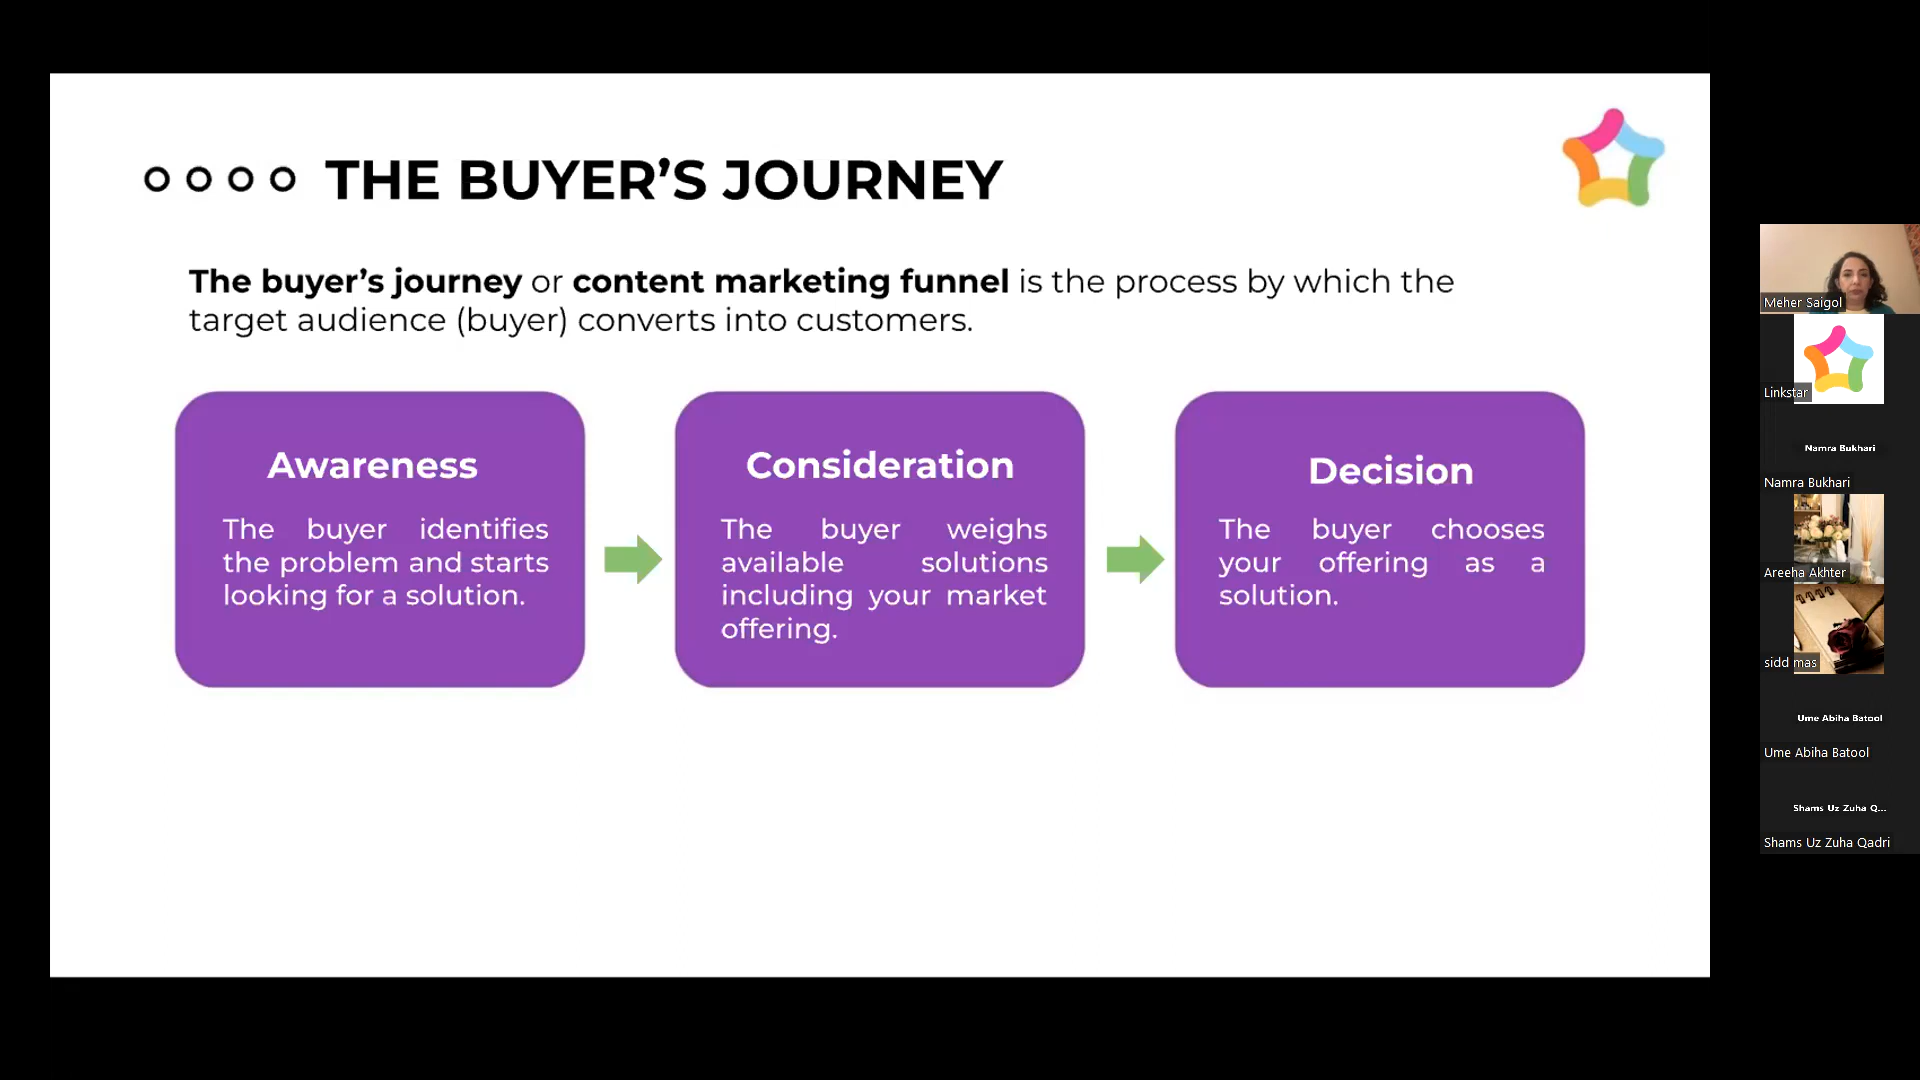 THE BUYER’S JOURNEY
The buyer’s journey or content marketing funnel is the process by which the
target audience (buyer) converts into customers.
Awareness
The buyer identifies
the problem and starts
looking for a solution.
Consideration
The buyer weighs
available solutions
including your market
offering.
Decision
The buyer chooses
your offering as a
solution.
Meher Saigol
Linkstar
Namra Bukhari
Namra Bukhari
Areeha Akhter
sidd mas
Ume Abiha Batool
Ume Abiha Batool
Shams Uz Zuha Q...
Shams Uz Zuha Qadri